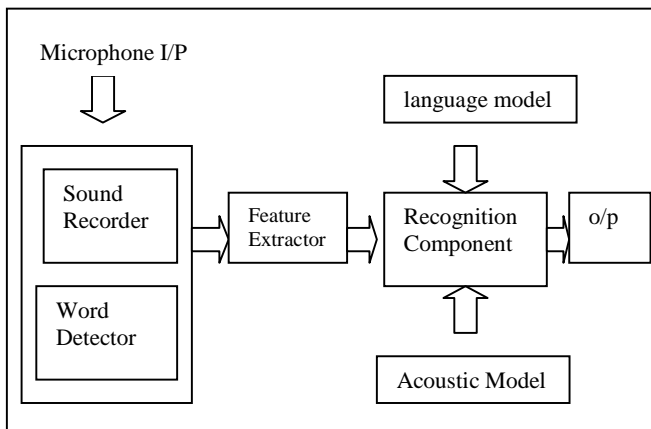 Microphone I/P
language model
Sound
Recorder
Feature
Extractor
Recognition
Component
o/p
Word
Detector
Acoustic Model